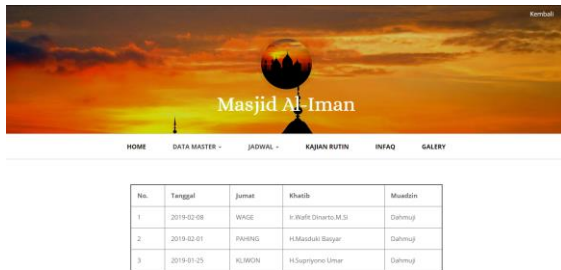 Kembali
Masjid Al-Iman
HOME DATA MASTER JADWAL KAJIAN RUTIN INFAQ GALERY
No. Tanggal Jumat Khatib Muadzin
1 2019-02-08 WAGE Ir.Wafit Dinarto.M.Si Dahmuji
2 2019-02-01 PAHING H.Masduki Basyar Dahmuji
3 2019-01-25 KLIWON H.Supriyono Umar Dahmuji